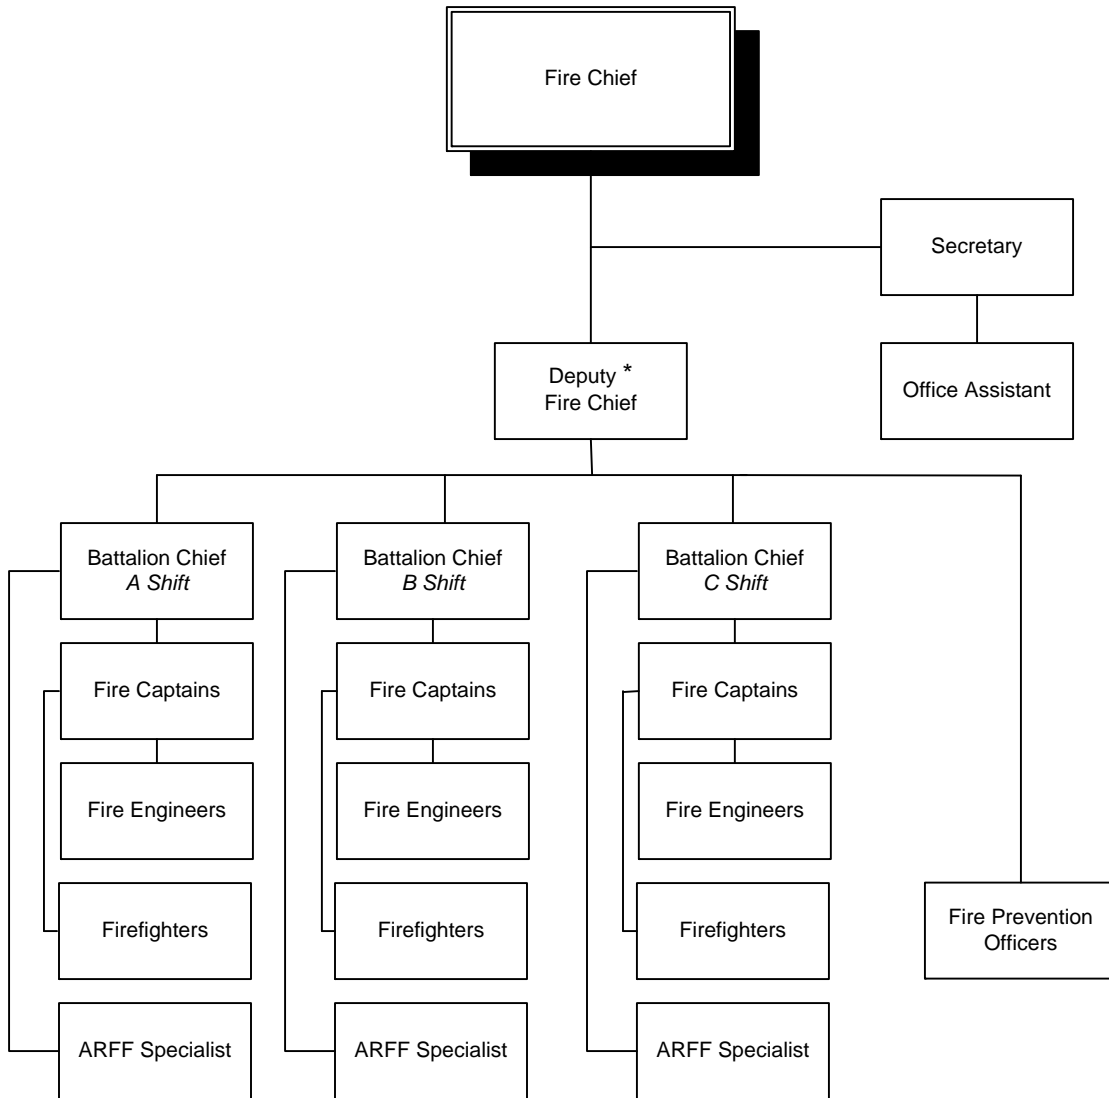 Fire Chief
Secretary
Deputy *
Fire Chief
Office Assistant
Battalion Chief
A Shift
Battalion Chief
B Shift
Battalion Chief
C Shift
Fire Captains
Fire Captains
Fire Captains
Fire Engineers
Fire Engineers
Fire Engineers
Firefighters
Firefighters
Firefighters
Fire Prevention
Officers
ARFF Specialist
ARFF Specialist
ARFF Specialist